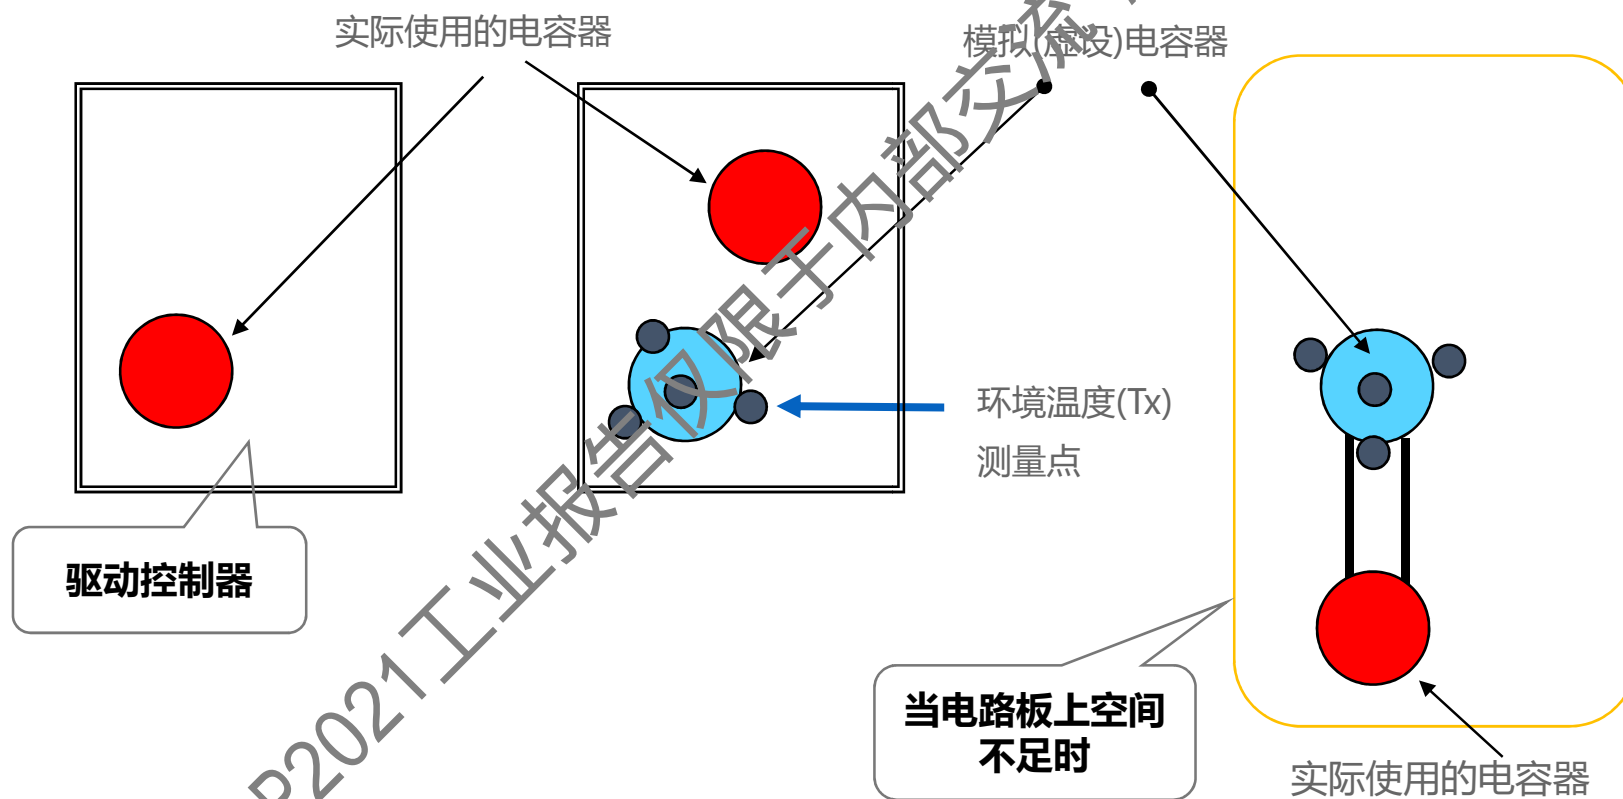 实际使用的电容器
模拟(虚设)电容器
环境温度(Tx)
测量点
驱动控制器
当电路板上空间
不足时
实际使用的电容器
P2021工业报告仅限于内部交流